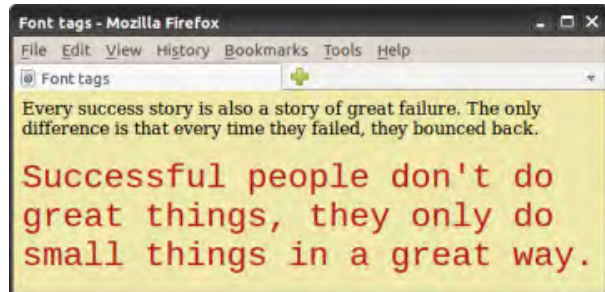 Font tags - Mozilla Firefox
File Edit View History Bookmarks Tools Help
Font tags
Every success story is also a story of great failure. The only
difference is that every time they failed, they bounced back.
Successful people don't do
great things, they only do
small things in a great way.